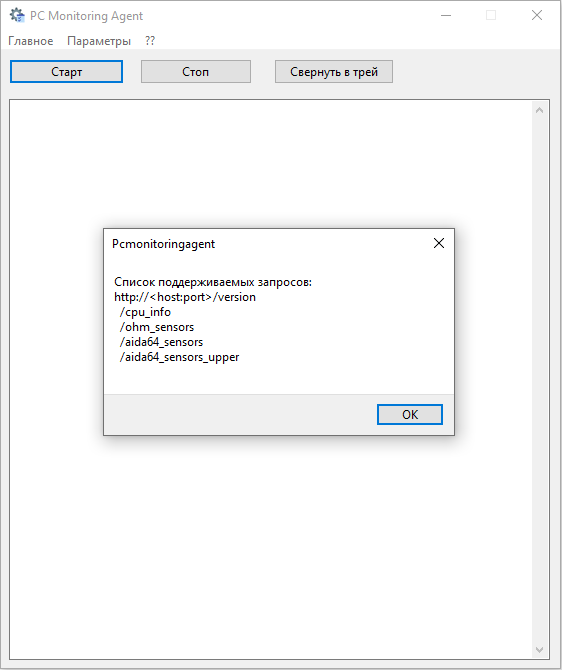 PC Monitoring Agent
Главное Параметры ??
Старт Стоп Свернуть в трей
Pcmonitoringagent
Список поддерживаемых запросов:
http://<host:port>/version
/cpu_info
/ohm_sensors
/aida64_sensors
/aida64_sensors_upper
OK